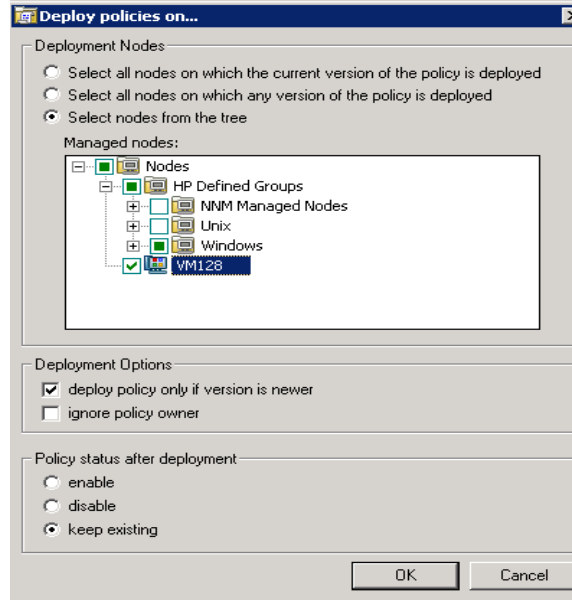 Deploy policies on...
Deployment Nodes
Select all nodes on which the current version of the policy is deployed
Select all nodes on which any version of the policy is deployed
Select nodes from the tree
Managed nodes:
Nodes
HP Defined Groups
NNM Managed Nodes
Unix
Windows
VM128
Deployment Options
deploy policy only if version is newer
ignore policy owner
Policy status after deployment
enable
disable
keep existing
OK Cancel